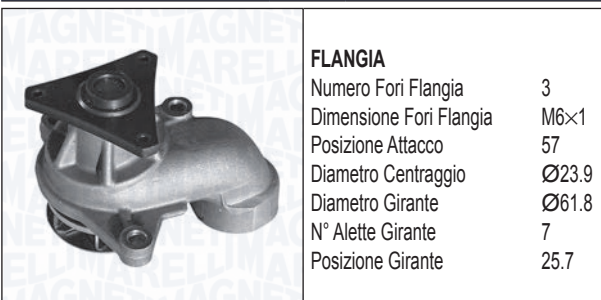 FLANGIA
Numero Fori Flangia 3
Dimensione Fori Flangia M6×1
Posizione Attacco 57
Diametro Centraggio Ø23.9
Diametro Girante Ø61.8
N° Alette Girante 7
Posizione Girante 25.7